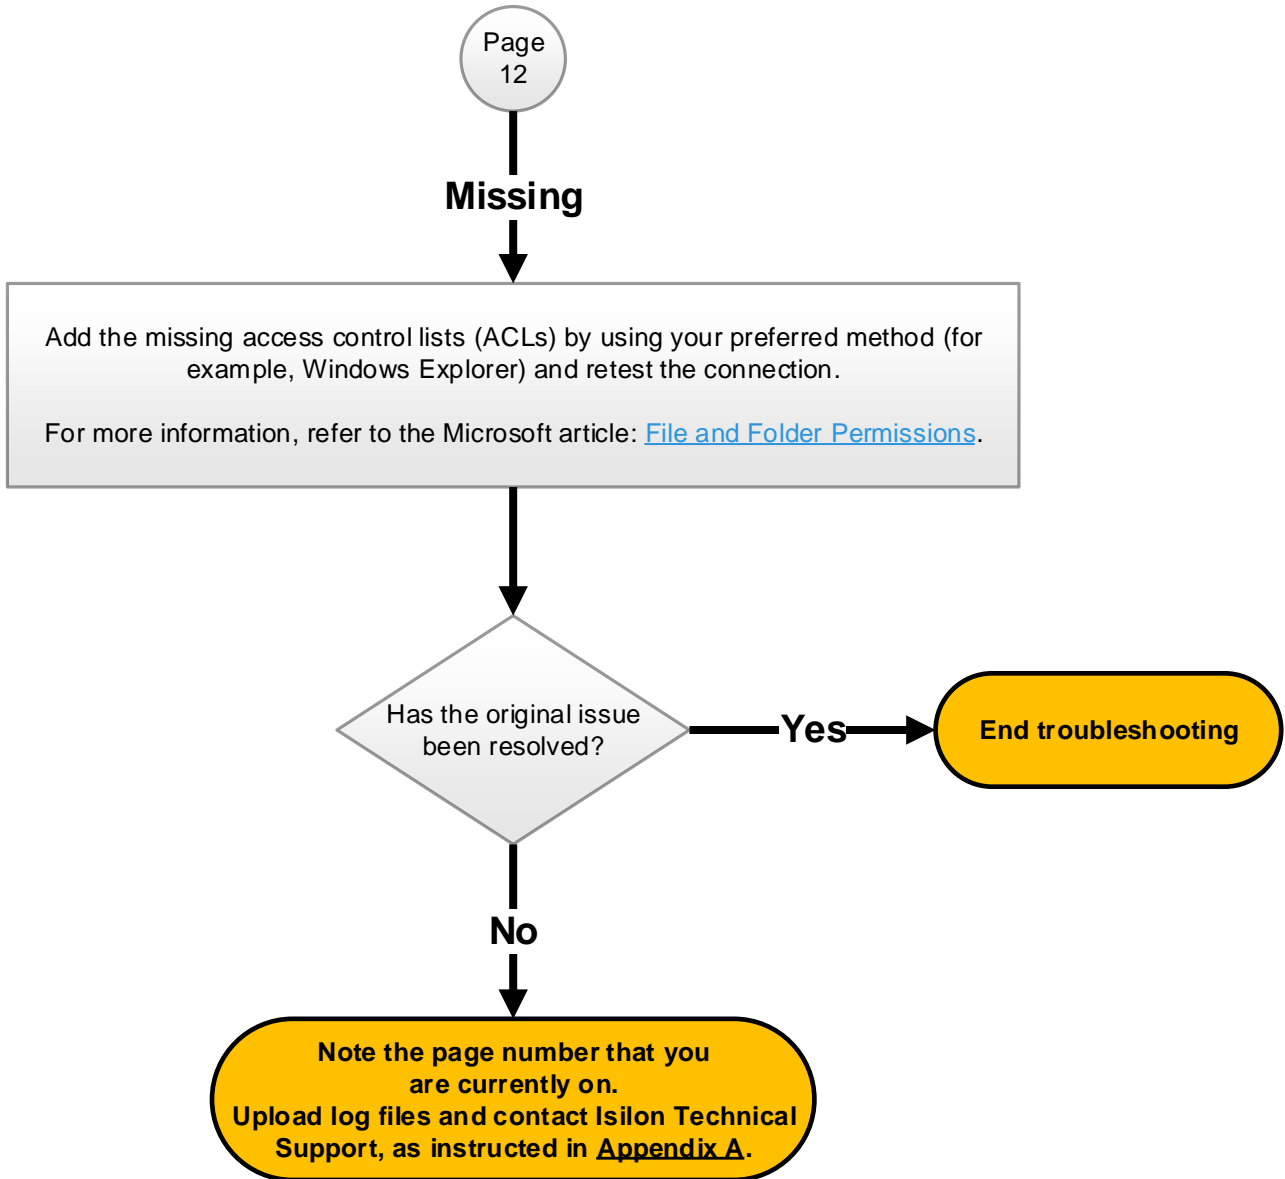 Page
12
Missing
Add the missing access control lists (ACLs) by using your preferred method (for
example, Windows Explorer) and retest the connection.
For more information, refer to the Microsoft article: File and Folder Permissions.
Has the original issue
been resolved?
Yes
End troubleshooting
No
Note the page number that you
are currently on.
Upload log files and contact Isilon Technical
Support, as instructed in Appendix A.